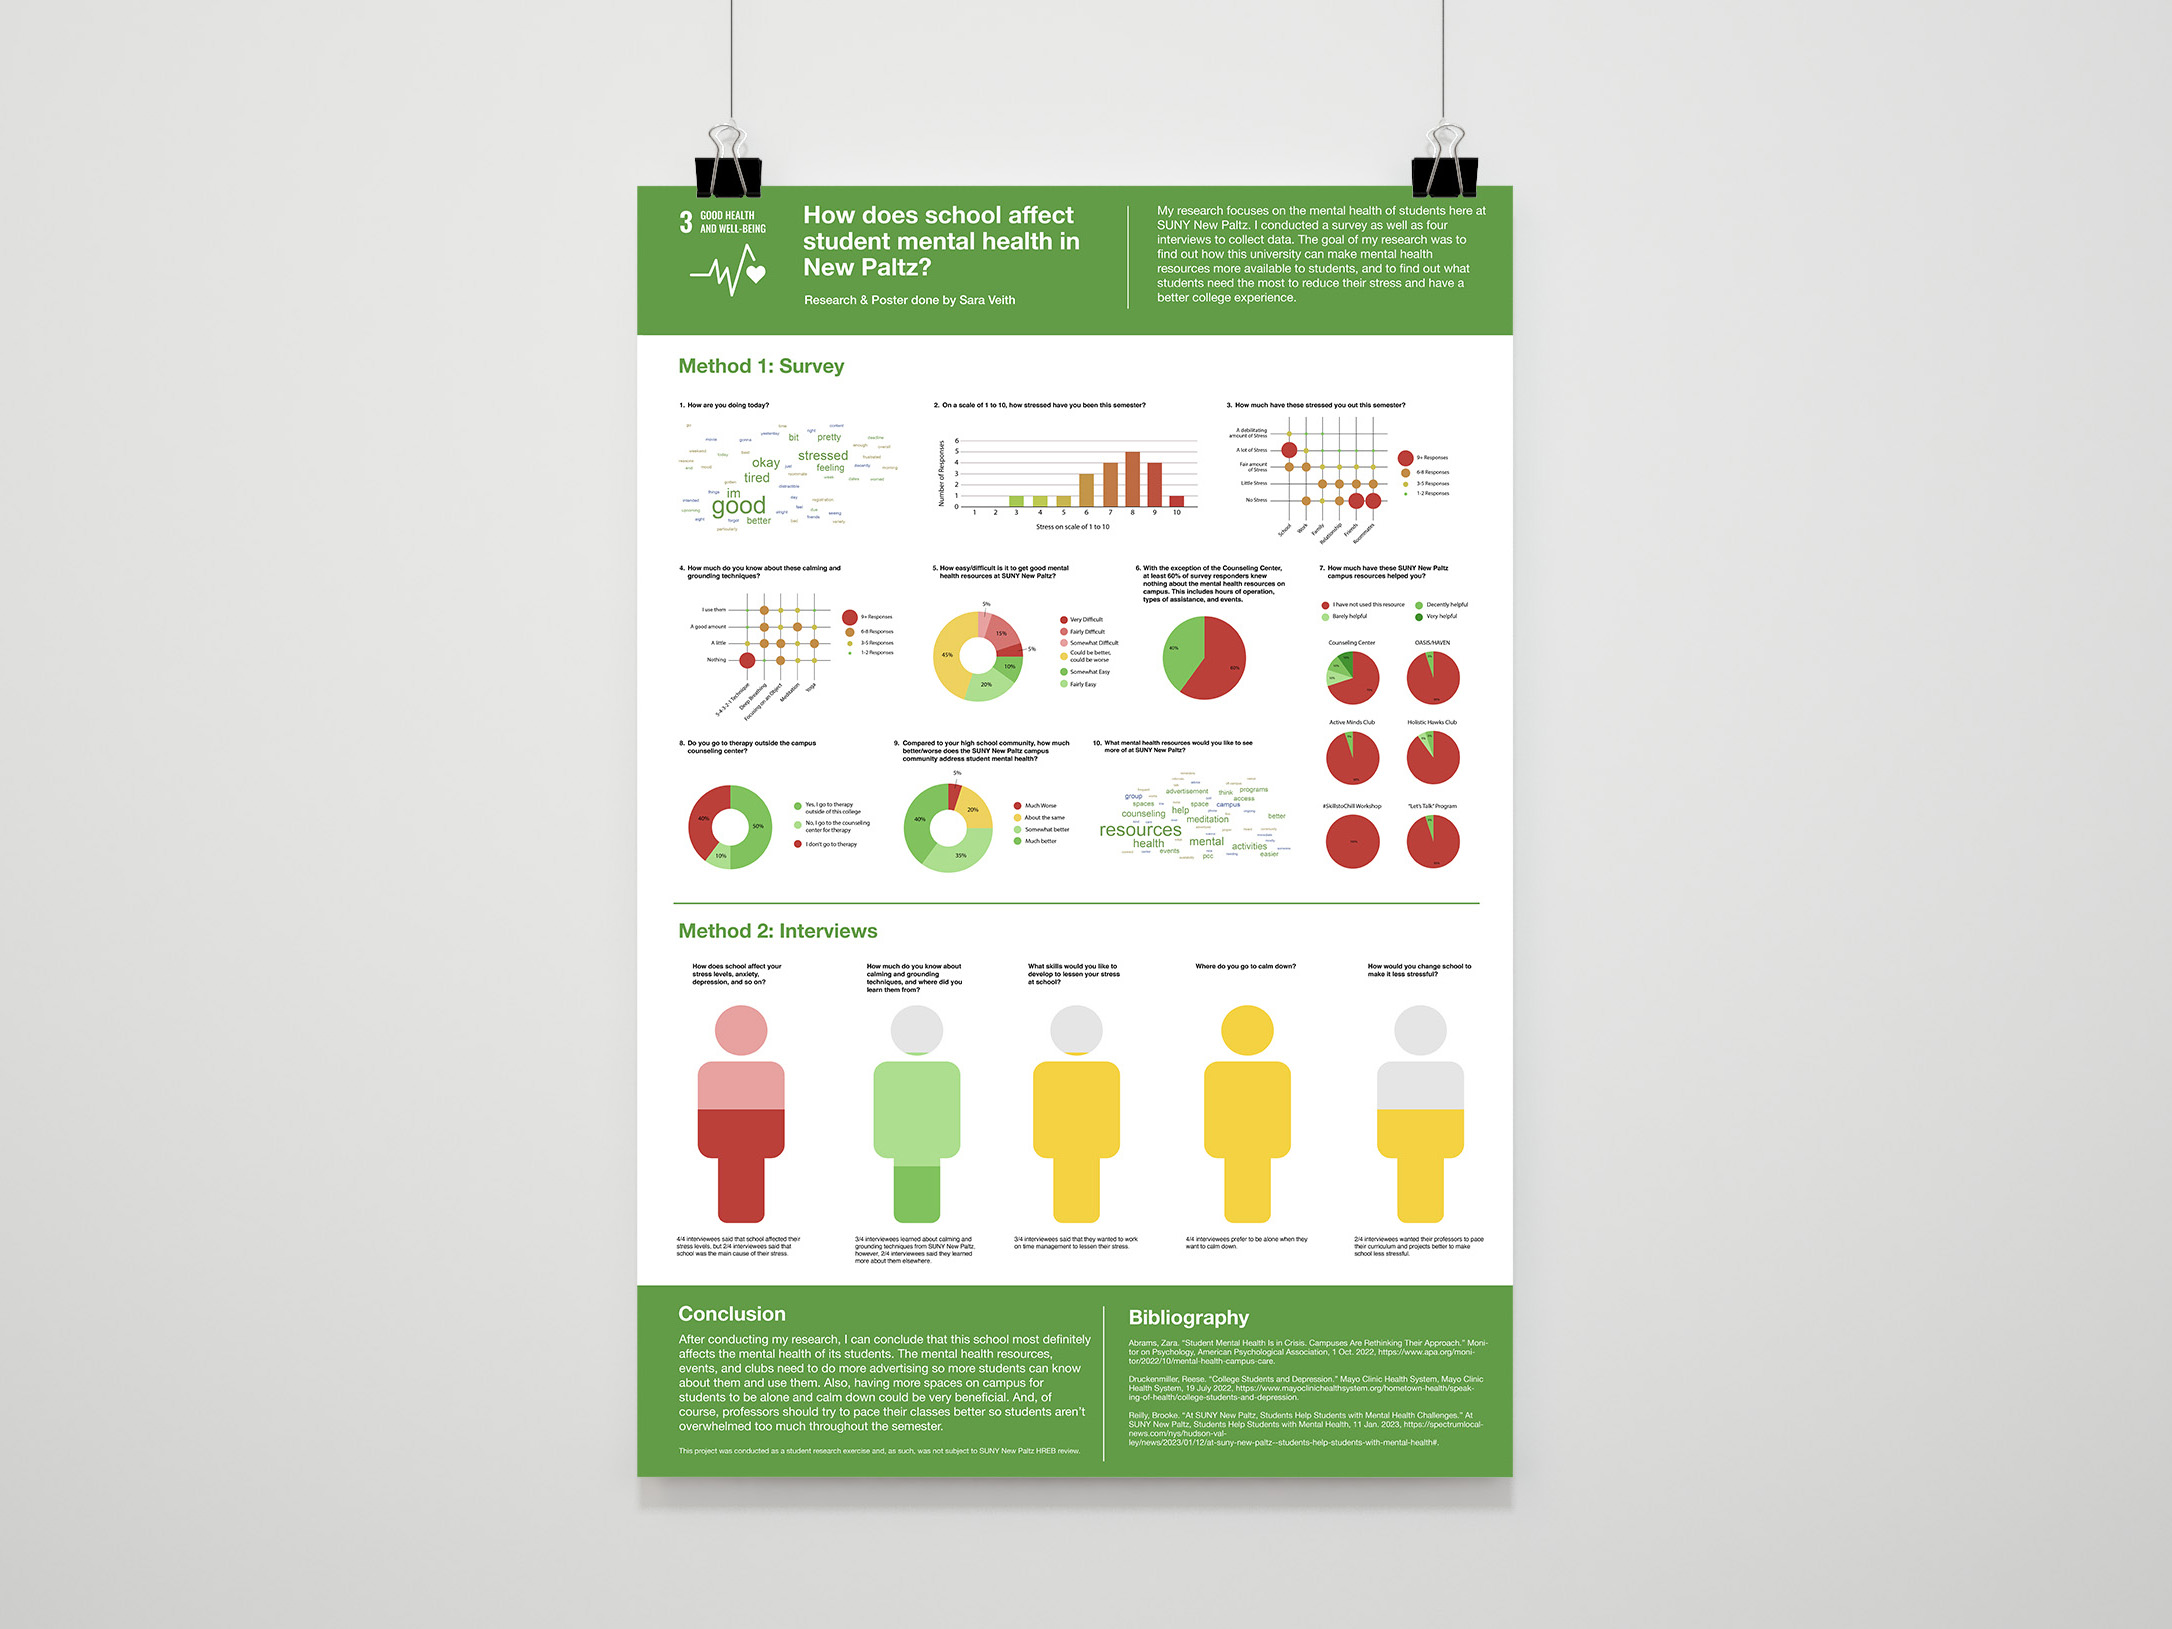 3 GOOD HEALTH
AND WELL-BEING
How does school affect
student mental health in
New Paltz?
Research & Poster done by Sara Veith
My research focuses on the mental health of students here at
SUNY New Paltz. I conducted a survey as well as four
interviews to collect data. The goal of my research was to
find out how this university can make mental health
resources more available to students, and to find out what
students need the most to reduce their stress and have a
better college experience.
Method 1: Survey
1. How are you doing today?
bit pretty
stressed
okay
feeling
tired
im
good
better
2. On a scale of 1 to 10, how stressed have you been this semester?
Number of Responses
6
5
4
3
2
1
0
1 2 3 4 5 6 7 8 9 10
Stress on scale of 1 to 10
3. How much have these stressed you out this semester?
A debilitating
amount of Stress
A lot of Stress
Fair amount
of Stress
Little Stress
No Stress
School
Work
Family
Relationship
Friends
Roommates
9+ Responses
6-8 Responses
3-5 Responses
1-2 Responses
4. How much do you know about these calming and
grounding techniques?
I use them
A good amount
A little
Nothing
5-4-3-2-1 Technique
Deep Breathing
Focusing on an Object
Meditation
Yoga
9+ Responses
6-8 Responses
3-5 Responses
1-2 Responses
5. How easy/difficult is it to get good mental
health resources at SUNY New Paltz?
5%
15%
5%
10%
20%
45%
Very Difficult
Fairly Difficult
Somewhat Difficult
Could be better,
could be worse
Somewhat Easy
Fairly Easy
6. With the exception of the Counseling Center,
at least 60% of survey responders knew
nothing about the mental health resources on
campus. This includes hours of operation,
types of assistance, and events.
40%
60%
7. How much have these SUNY New Paltz
campus resources helped you?
I have not used this resource
Decently helpful
Barely helpful
Very helpful
Counseling Center
OASIS/HAVEN
Active Minds Club
Holistic Hawks Club
#SkillstoChill Workshop
"Let's Talk" Program
8. Do you go to therapy outside the campus
counseling center?
40%
50%
10%
Yes, I go to therapy
outside of this college
No, I go to the counseling
center for therapy
I don't go to therapy
9. Compared to your high school community, how much
better/worse does the SUNY New Paltz campus
community address student mental health?
5%
20%
35%
40%
Much Worse
About the same
Somewhat better
Much better
10. What mental health resources would you like to see
more of at SUNY New Paltz?
group
advertisement think programs
spaces space campus access
counseling help
meditation
better
resources
health mental activities
events pcc easier
Method 2: Interviews
How does school affect your
stress levels, anxiety,
depression, and so on?
4/4 interviewees said that school affected their
stress levels, but 2/4 interviewees said that
school was the main cause of their stress.
How much do you know about
calming and grounding
techniques, and where did you
learn them from?
3/4 interviewees learned about calming and
grounding techniques from SUNY New Paltz,
however, 2/4 interviewees said they learned
more about them elsewhere.
What skills would you like to
develop to lessen your stress
at school?
3/4 interviewees said that they wanted to work
on time management to lessen their stress.
Where do you go to calm down?
4/4 interviewees prefer to be alone when they
want to calm down.
How would you change school to
make it less stressful?
2/4 interviewees wanted their professors to pace
their curriculum and projects better to make
school less stressful.
Conclusion
After conducting my research, I can conclude that this school most definitely
affects the mental health of its students. The mental health resources,
events, and clubs need to do more advertising so more students can know
about them and use them. Also, having more spaces on campus for
students to be alone and calm down could be very beneficial. And, of
course, professors should try to pace their classes better so students aren't
overwhelmed too much throughout the semester.
This project was conducted as a student research exercise and, as such, was not subject to SUNY New Paltz HREB review.
Bibliography
Abrams, Zara. "Student Mental Health Is in Crisis. Campuses Are Rethinking Their Approach." Moni-
tor on Psychology, American Psychological Association, 1 Oct. 2022, https://www.apa.org/moni-
tor/2022/10/mental-health-campus-care.
Druckenmiller, Reese. "College Students and Depression." Mayo Clinic Health System, Mayo Clinic
Health System, 19 July 2022, https://www.mayoclinichealthsystem.org/hometown-health/speak-
ing-of-health/college-students-and-depression.
Reilly, Brooke. "At SUNY New Paltz, Students Help Students with Mental Health Challenges." At
SUNY New Paltz, Students Help Students with Mental Health, 11 Jan. 2023, https://spectrumlocal-
news.com/nys/hudson-val-
ley/news/2023/01/12/at-suny-new-paltz--students-help-students-with-mental-health#.